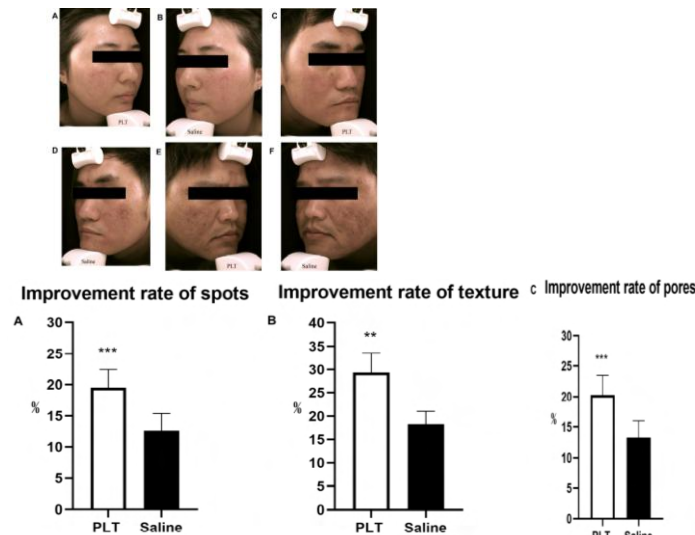 A B C
PLT Saline PLT
D E F
Saline PLT Saline
Improvement rate of spots
A
30
25
20
15
10
5
0
%
***
PLT Saline
Improvement rate of texture
B
40
35
30
25
20
15
10
5
0
%
**
PLT Saline
C Improvement rate of pores
30
25
20
15
10
5
0
%
***
PLT Saline